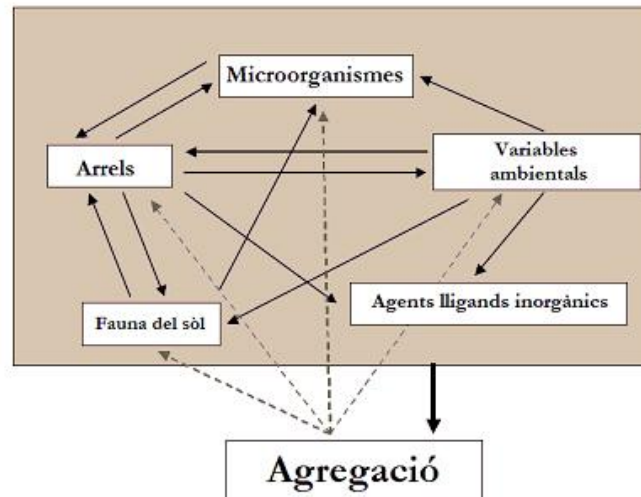 Microorganismes
Arrels
Variables
ambientals
Fauna del sòl
Agents lligands inorgànics
Agregació